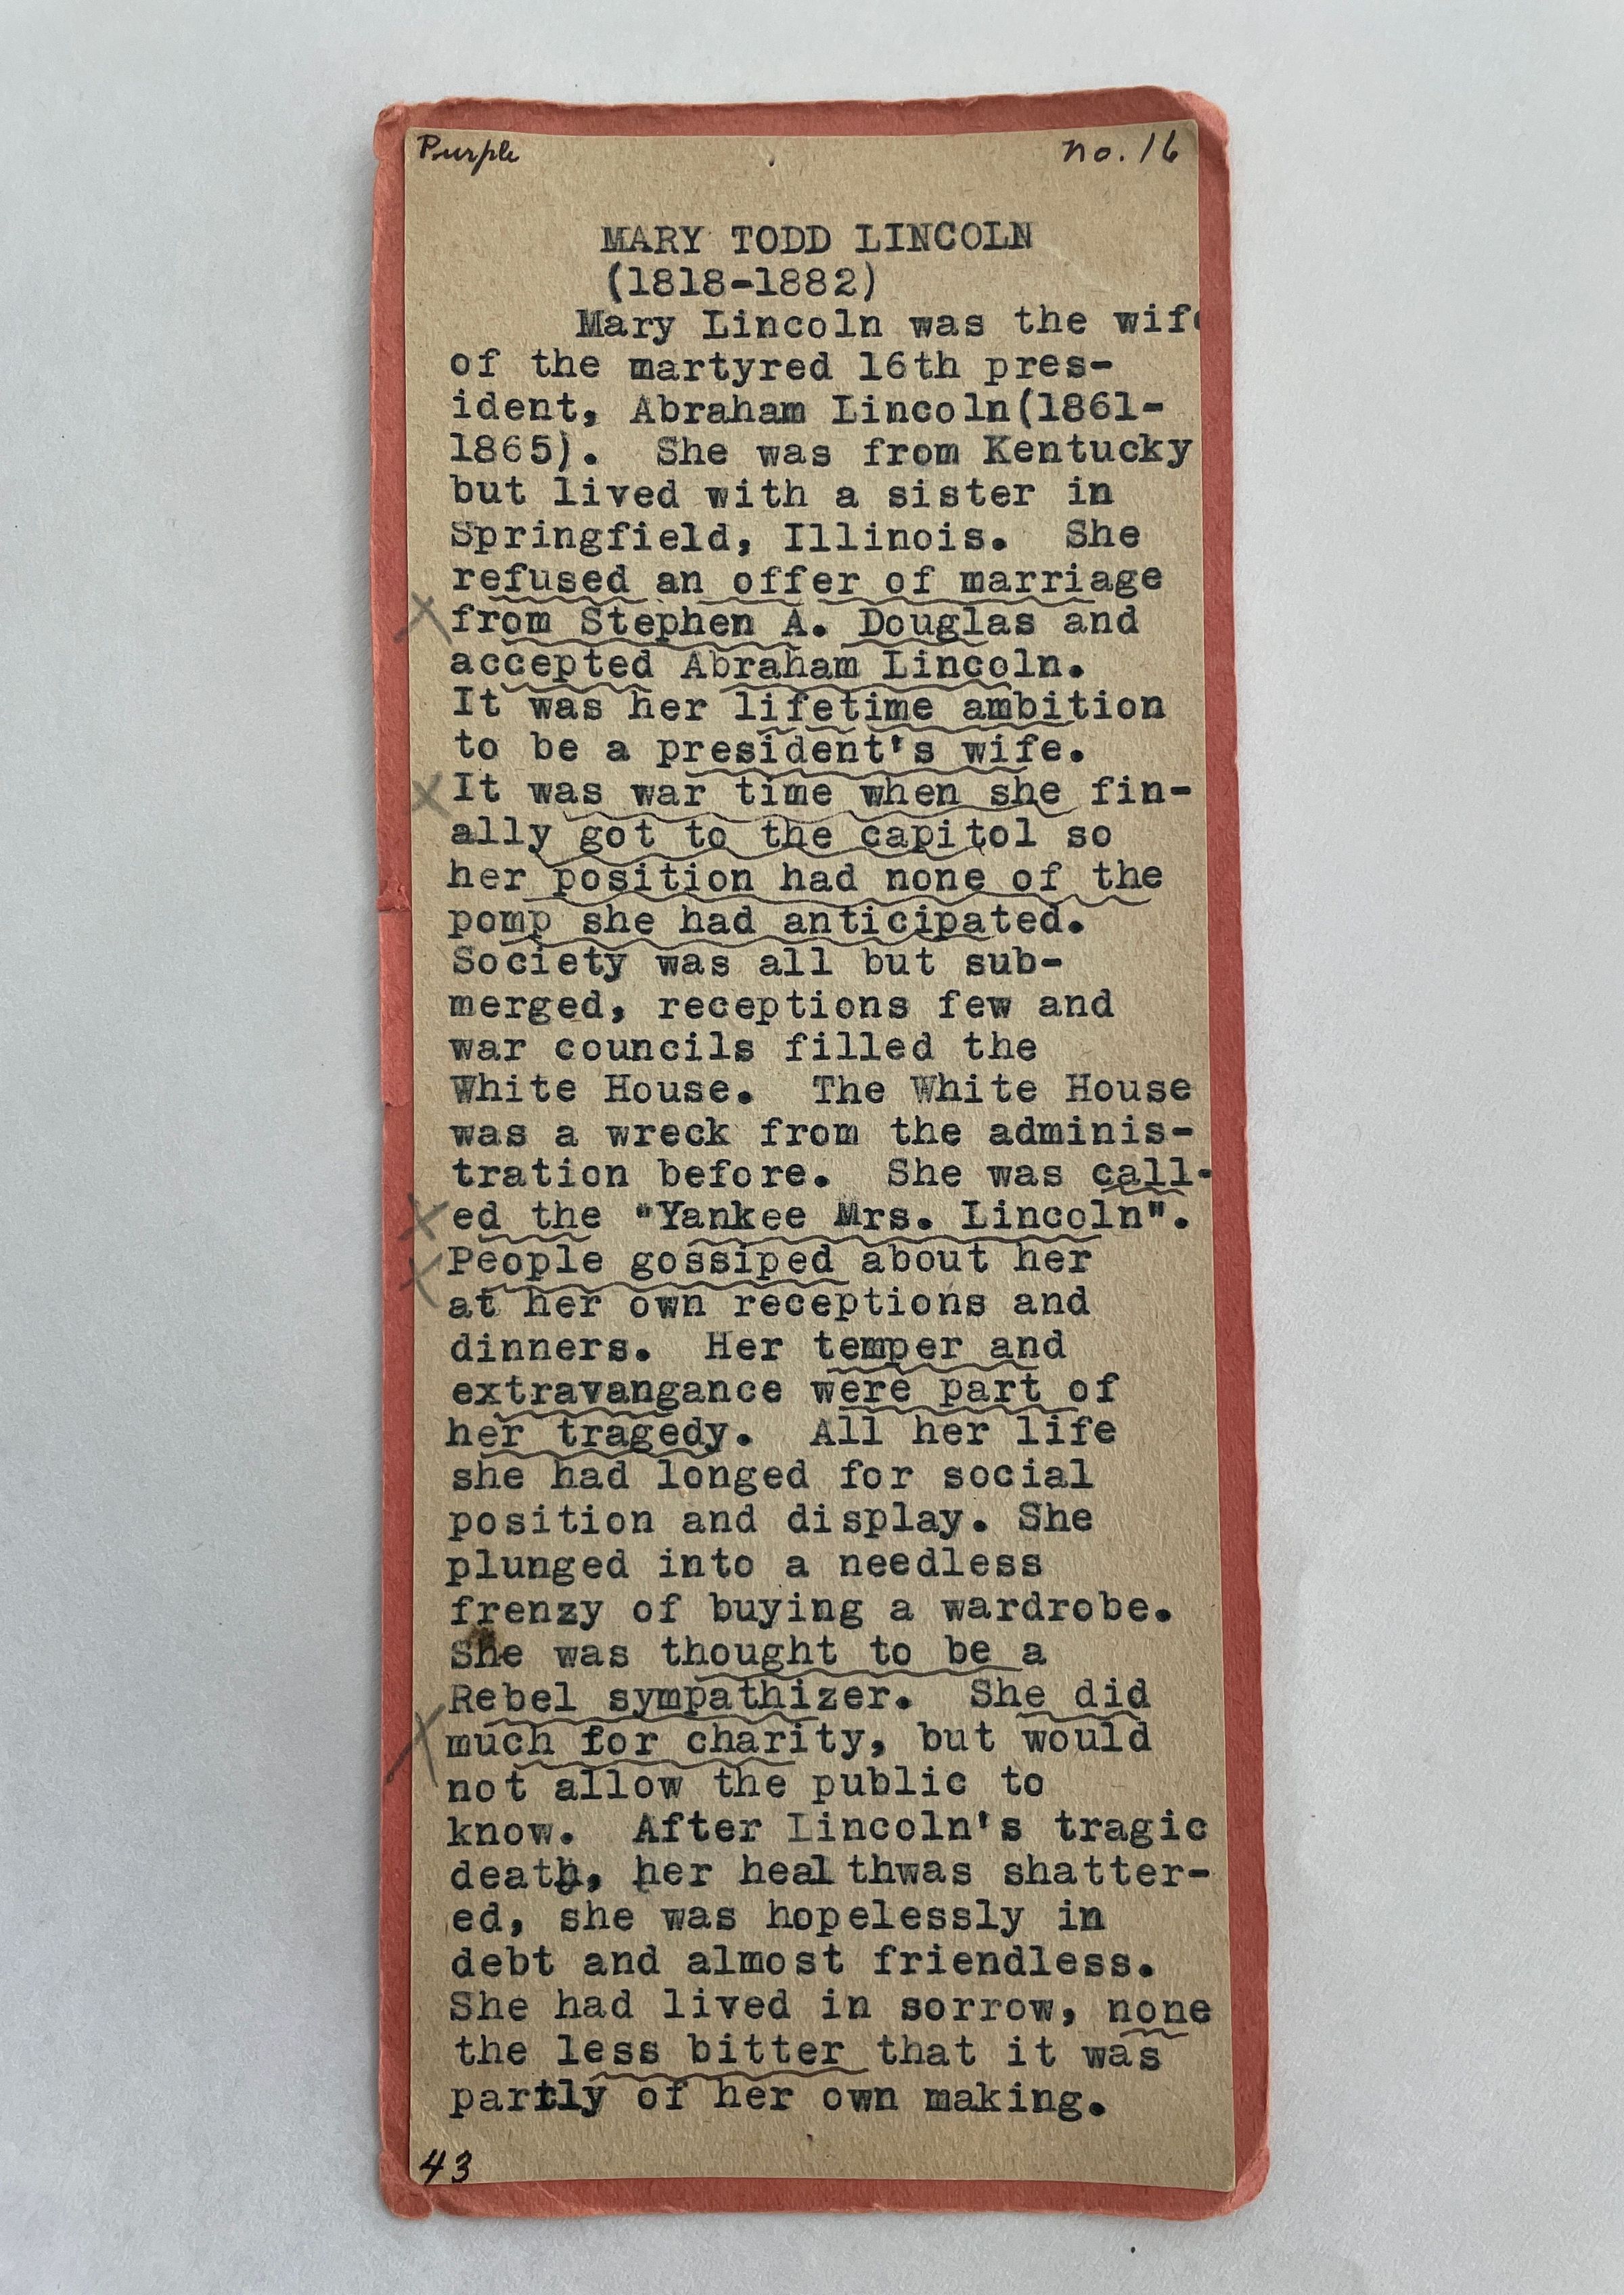 Purple no. 16
MARY TODD LINCOLN
(1818-1882)
Mary Lincoln was the wife
of the martyred 16th pres-
ident, Abraham Lincoln(1861-
1865). She was from Kentucky
but lived with a sister in
Springfield, Illinois. She
refused an offer of marriage
from Stephen A. Douglas and
accepted Abraham Lincoln.
It was her lifetime ambition
to be a president's wife.
It was war time when she fin-
ally got to the capitol so
her position had none of the
pomp she had anticipated.
Society was all but sub-
merged, receptions few and
war councils filled the
White House. The White House
was a wreck from the adminis-
tration before. She was call-
ed the "Yankee Mrs. Lincoln".
People gossiped about her
at her own receptions and
dinners. Her temper and
extravangance were part of
her tragedy. All her life
she had longed for social
position and display. She
plunged into a needless
frenzy of buying a wardrobe.
She was thought to be a
Rebel sympathizer. She did
much for charity, but would
not allow the public to
know. After Lincoln's tragic
death, her healthwas shatter-
ed, she was hopelessly in
debt and almost friendless.
She had lived in sorrow, none
the less bitter that it was
partly of her own making.
43